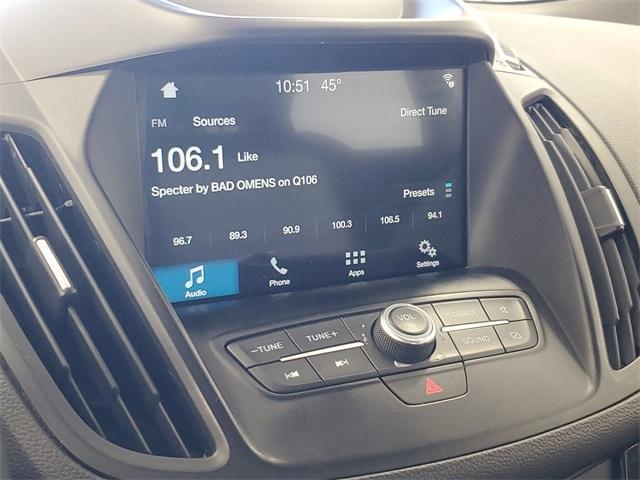 10:51 45°
FM Sources Direct Tune
106.1 Like
Specter by BAD OMENS on Q106
Presets
96.7 89.3 90.9 100.3 106.5 94.1
Audio Phone Apps Settings
−TUNE TUNE+ VOL SOURCE
SOUND